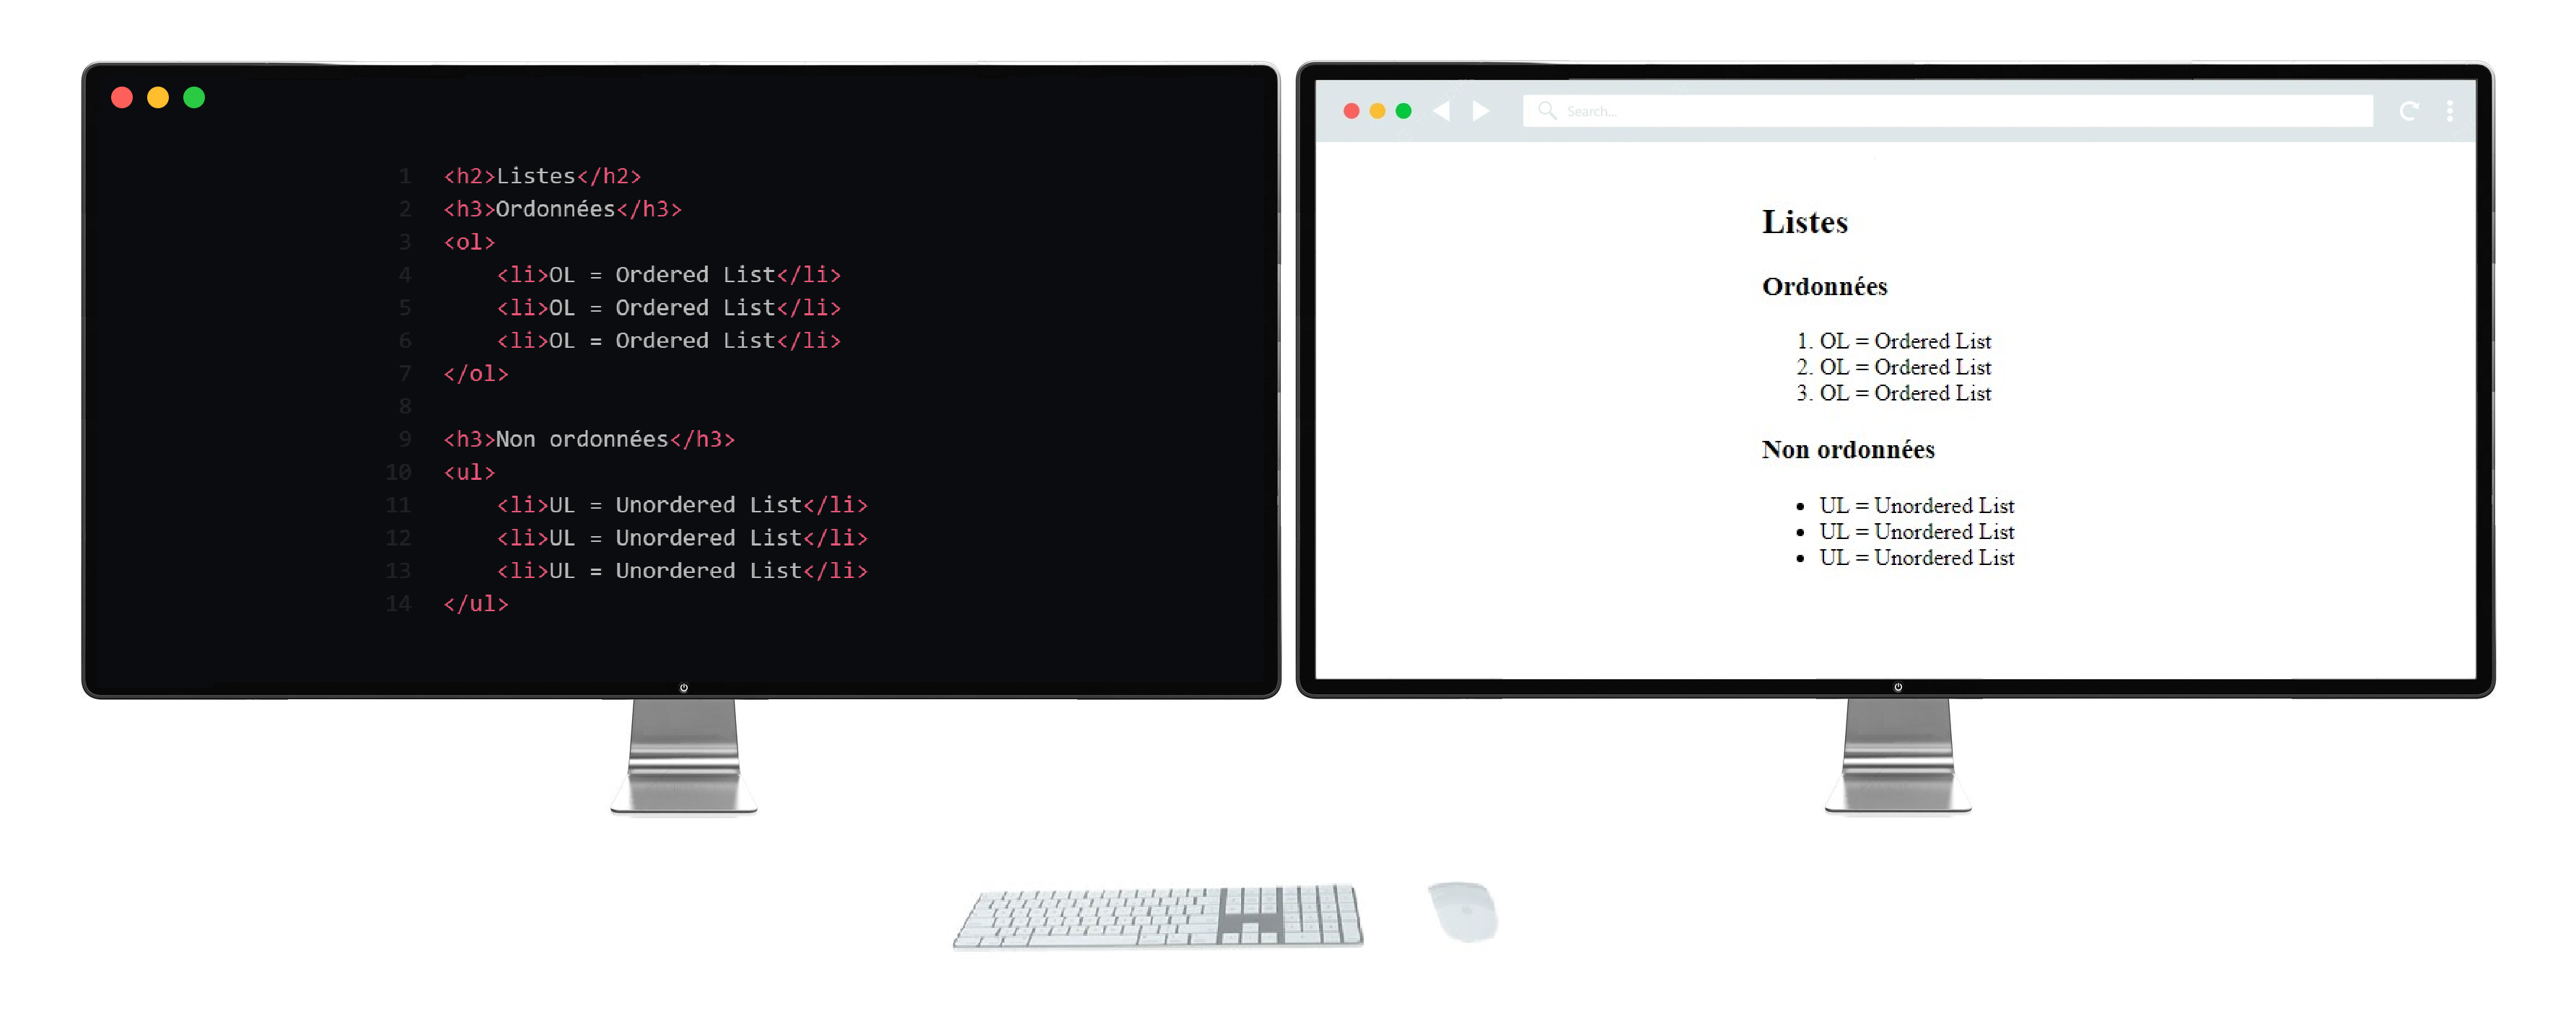 1 <h2>Listes</h2>
2 <h3>Ordonnées</h3>
3 <ol>
4 <li>OL = Ordered List</li>
5 <li>OL = Ordered List</li>
6 <li>OL = Ordered List</li>
7 </ol>
8
9 <h3>Non ordonnées</h3>
10 <ul>
11 <li>UL = Unordered List</li>
12 <li>UL = Unordered List</li>
13 <li>UL = Unordered List</li>
14 </ul>
Search...
Listes
Ordonnées
1. OL = Ordered List
2. OL = Ordered List
3. OL = Ordered List
Non ordonnées
• UL = Unordered List
• UL = Unordered List
• UL = Unordered List